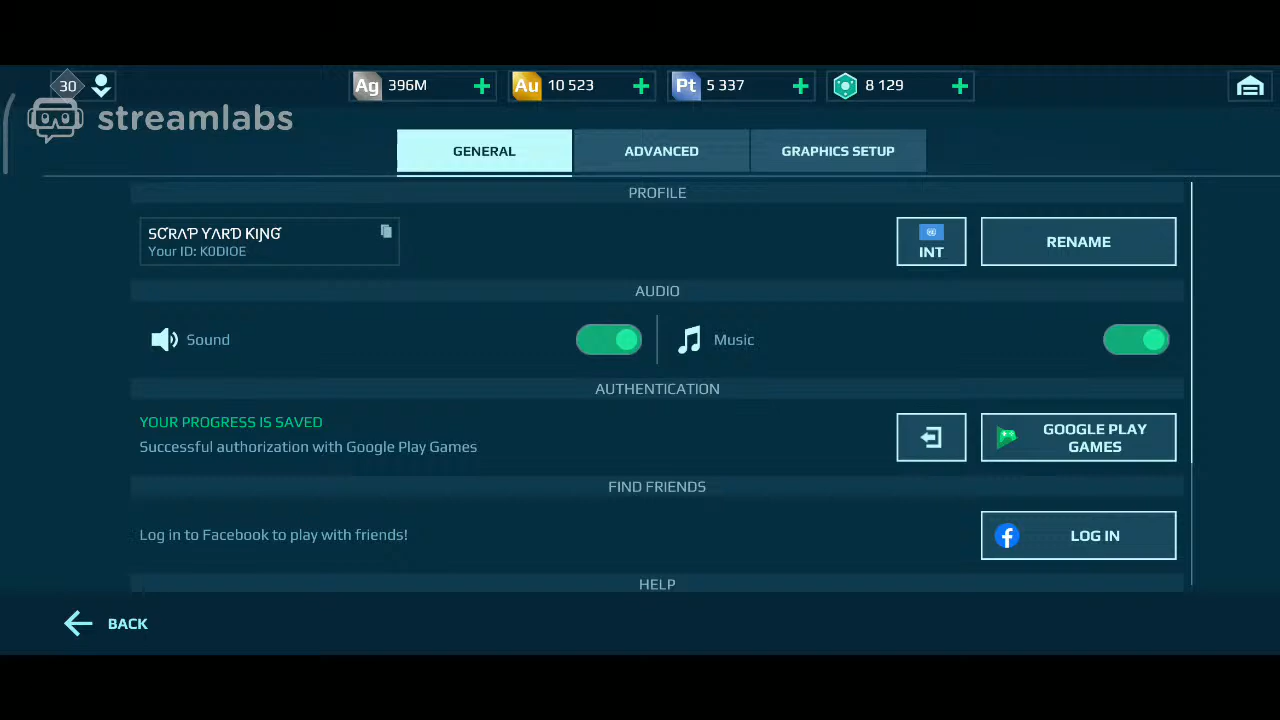 30
Ag 396M + Au 10 523 + Pt 5 337 + 8 129 +
streamlabs
GENERAL ADVANCED GRAPHICS SETUP
PROFILE
SCRAP YARD KING
Your ID: K0DIOE
INT
RENAME
AUDIO
Sound
Music
AUTHENTICATION
YOUR PROGRESS IS SAVED
Successful authorization with Google Play Games
GOOGLE PLAY
GAMES
FIND FRIENDS
Log in to Facebook to play with friends!
LOG IN
HELP
BACK